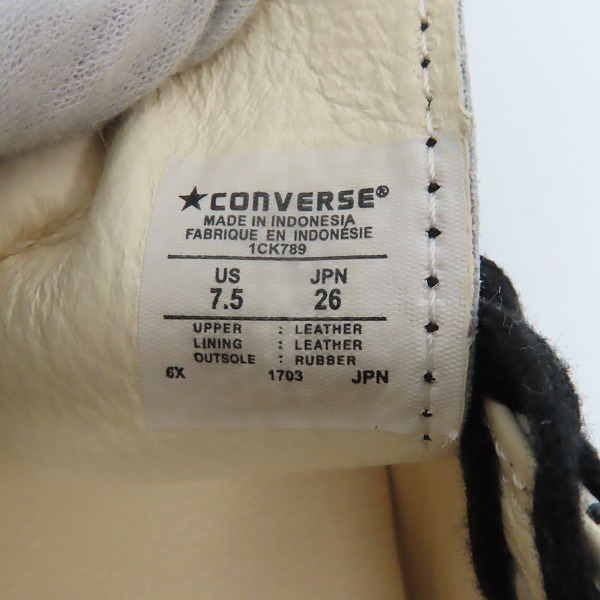 ★CONVERSE®
MADE IN INDONESIA
FABRIQUE EN INDONÉSIE
1CK789
US JPN
7.5 26
UPPER : LEATHER
LINING : LEATHER
OUTSOLE : RUBBER
6X 1703 JPN